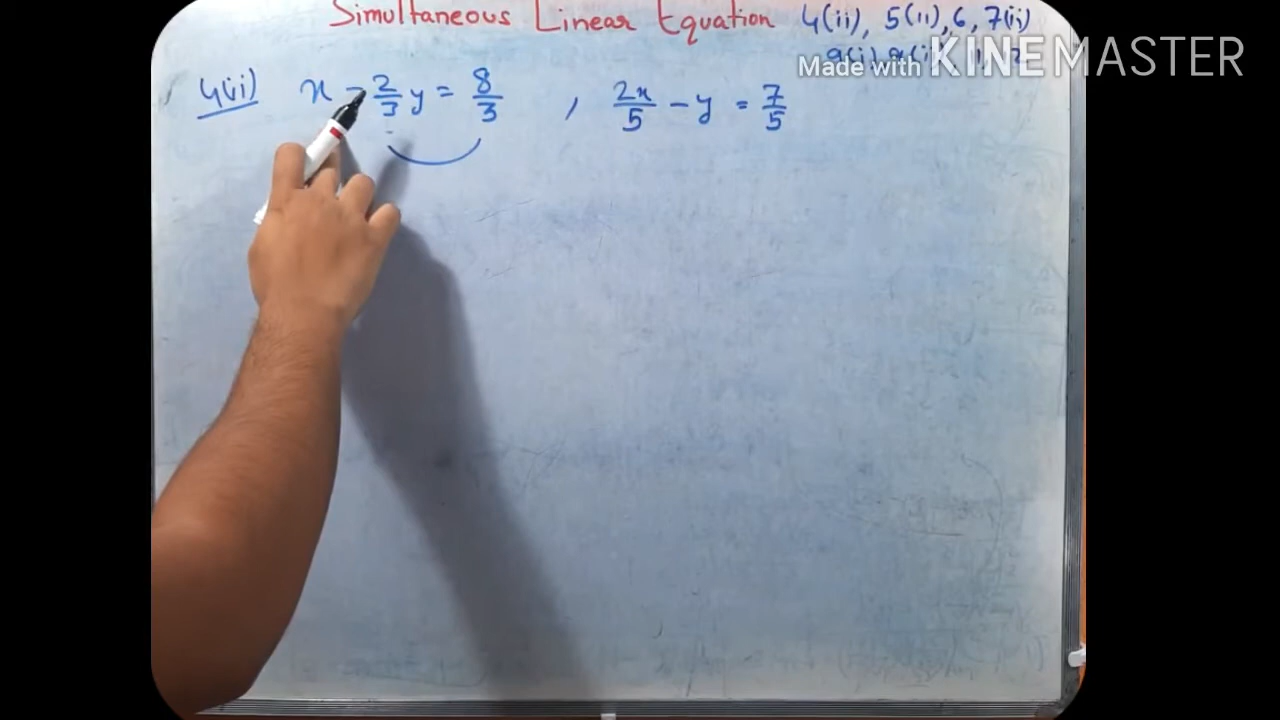 Simultaneous Linear Equation 4(ii), 5(ii), 6, 7(ii)
Made with KINEMASTER
4(ii) x - 2/3 y = 8/3 , 2x/5 - y = 7/5